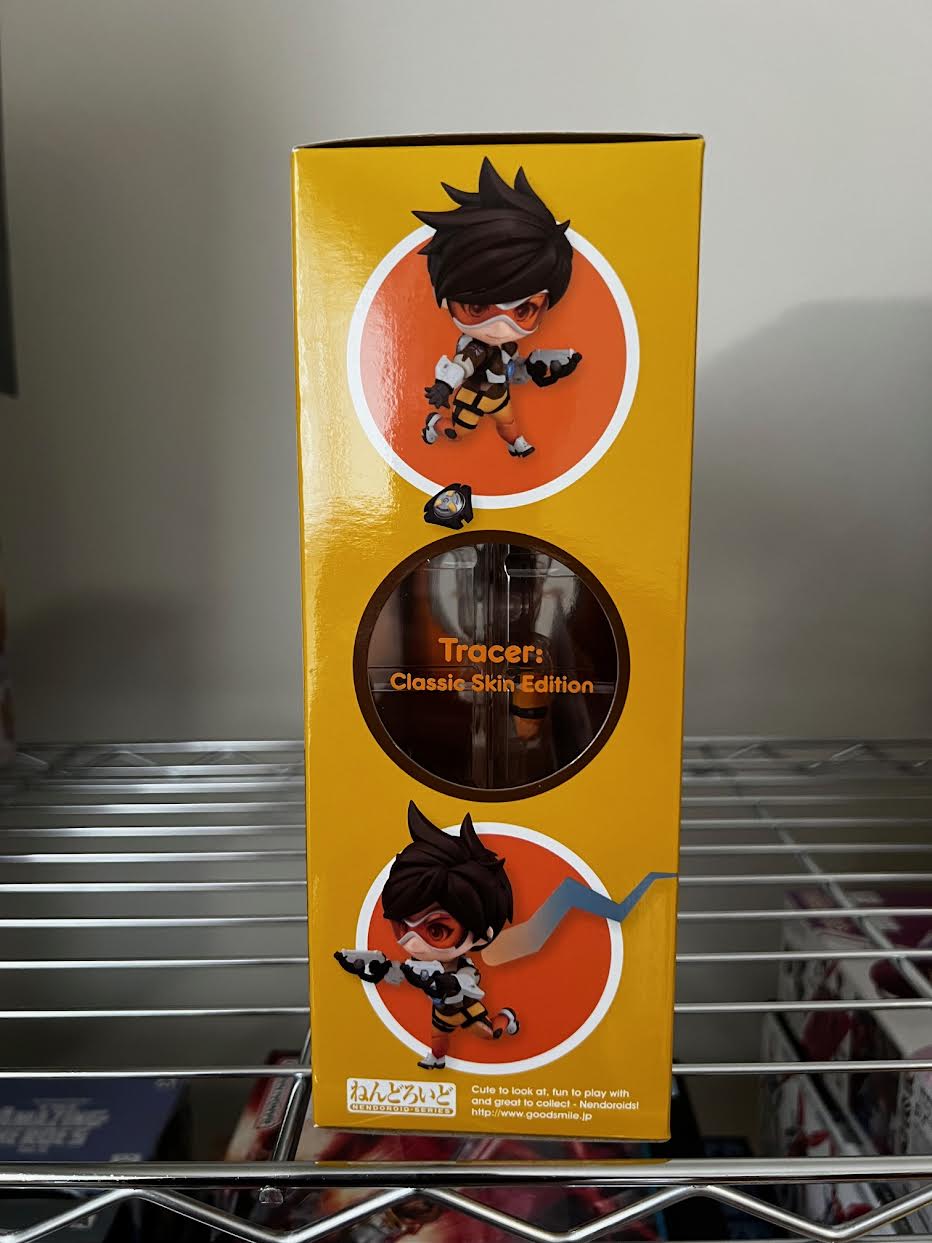 Tracer:
Classic Skin Edition
ねんどろいど
NENDOROID-SERIES
Cute to look at, fun to play with
and great to collect - Nendoroids!
http://www.goodsmile.jp